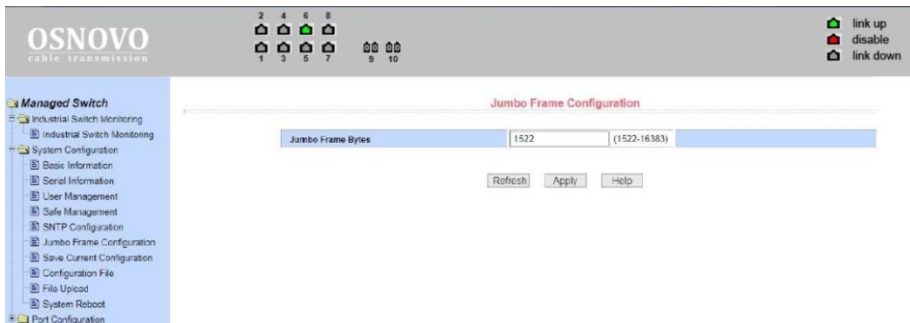 OSNOVO
cable transmission
2 4 6 8
1 3 5 7 9 10
link up
disable
link down
Managed Switch
Industrial Switch Monitoring
Industrial Switch Monitoring
System Configuration
Basic Information
Serial Information
User Management
Safe Management
SNTP Configuration
Jumbo Frame Configuration
Save Current Configuration
Configuration File
File Upload
System Reboot
Port Configuration
Jumbo Frame Configuration
Jumbo Frame Bytes 1522 (1522-16383)
Refresh Apply Help